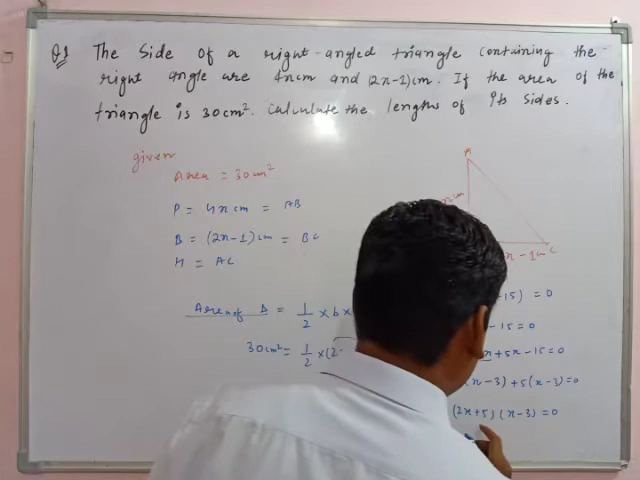 Q1 The Side of a right-angled triangle containing the
right angle are 4x cm and (2x-1)cm. If the area of the
triangle is 30cm². Calculate the lengths of its sides.
given
Area = 30cm²
P = 4x cm = AB
B = (2x-1)cm = BC
H = AC
A
C
x-1cm
Area of Δ = 1/2 × b ×
30cm² = 1/2 × (2
-15) = 0
-15=0
x+5x-15=0
(x-3)+5(x-3)=0
(2x+5)(x-3)=0